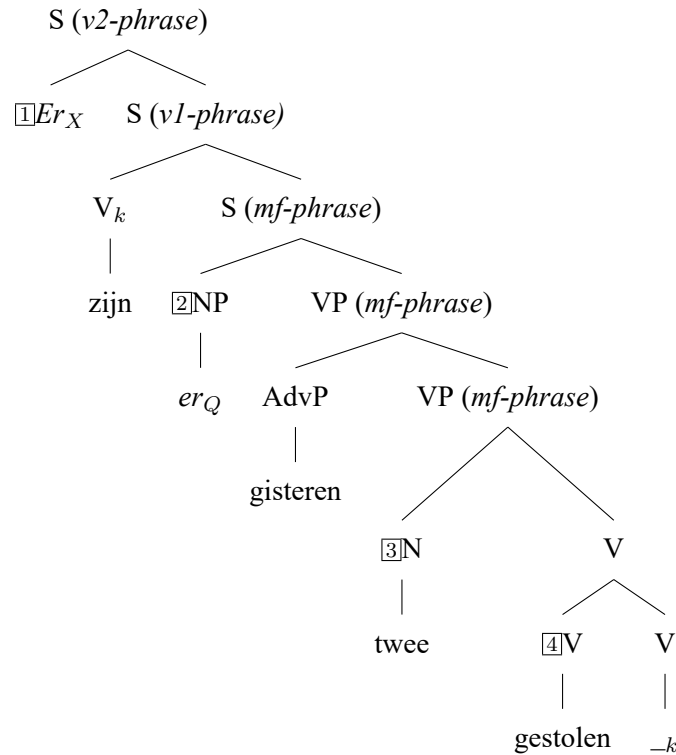 S (v2-phrase)
1 Er_X S (v1-phrase)
V_k S (mf-phrase)
zijn 2 NP VP (mf-phrase)
er_Q AdvP VP (mf-phrase)
gisteren
3 N V
twee 4 V V
gestolen _k